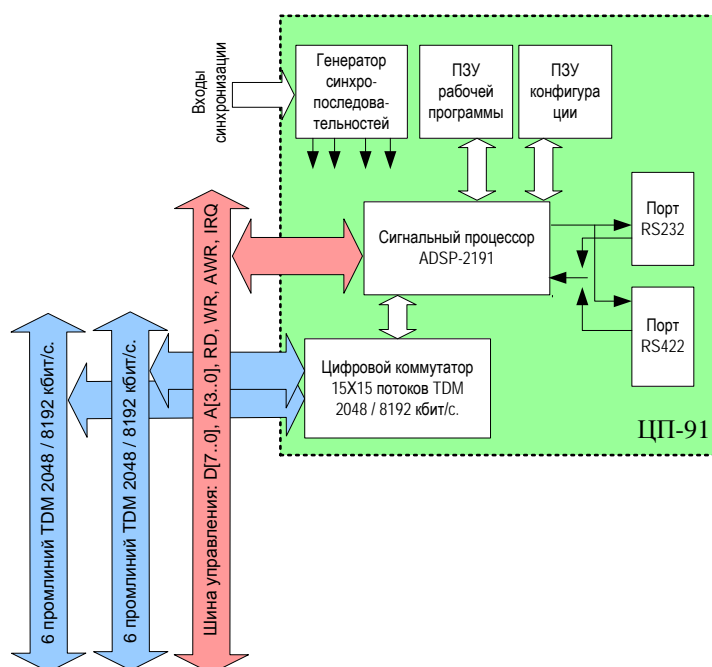 Входы
синхронизации
Генератор
синхро-
последова-
тельностей
ПЗУ
рабочей
программы
ПЗУ
конфигура
ции
Сигнальный процессор
ADSP-2191
Порт
RS232
Порт
RS422
Цифровой коммутатор
15X15 потоков TDM
2048 / 8192 кбит/с.
ЦП-91
6 промлиний TDM 2048 / 8192 кбит/с.
6 промлиний TDM 2048 / 8192 кбит/с.
Шина управления: D[7..0], A[3..0], RD, WR, AWR, IRQ